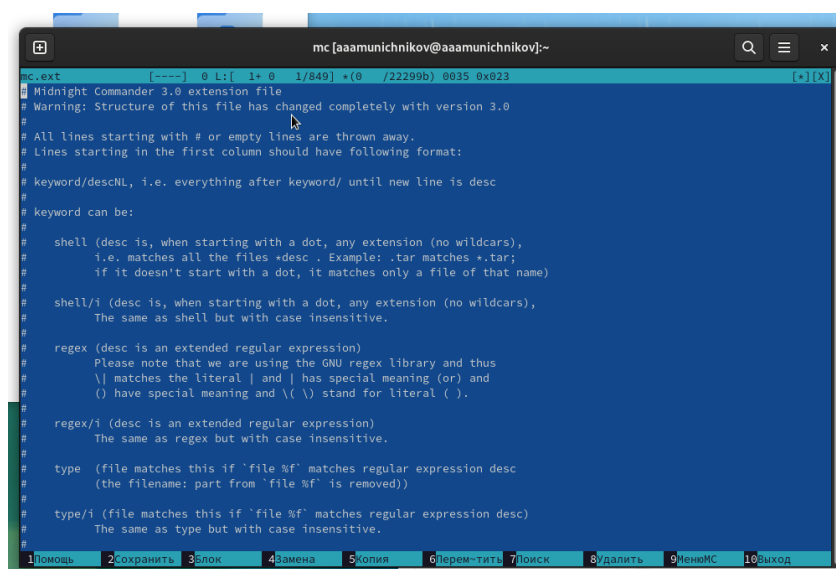 mc [aaamunichnikov@aaamunichnikov]:~
mc.ext [----] 0 L:[ 1+ 0 1/849] *(0 /22299b) 0035 0x023 [*][X]
# Midnight Commander 3.0 extension file
# Warning: Structure of this file has changed completely with version 3.0
#
# All lines starting with # or empty lines are thrown away.
# Lines starting in the first column should have following format:
#
# keyword/descNL, i.e. everything after keyword/ until new line is desc
#
# keyword can be:
#
# shell (desc is, when starting with a dot, any extension (no wildcars),
# i.e. matches all the files *desc . Example: .tar matches *.tar;
# if it doesn't start with a dot, it matches only a file of that name)
#
# shell/i (desc is, when starting with a dot, any extension (no wildcars),
# The same as shell but with case insensitive.
#
# regex (desc is an extended regular expression)
# Please note that we are using the GNU regex library and thus
# \| matches the literal | and | has special meaning (or) and
# () have special meaning and \( \) stand for literal ( ).
#
# regex/i (desc is an extended regular expression)
# The same as regex but with case insensitive.
#
# type (file matches this if `file %f` matches regular expression desc
# (the filename: part from `file %f` is removed))
#
# type/i (file matches this if `file %f` matches regular expression desc)
# The same as type but with case insensitive.
#
1Помощь 2Сохранить 3Блок 4Замена 5Копия 6Перем~тить 7Поиск 8Удалить 9МенюМС 10Выход